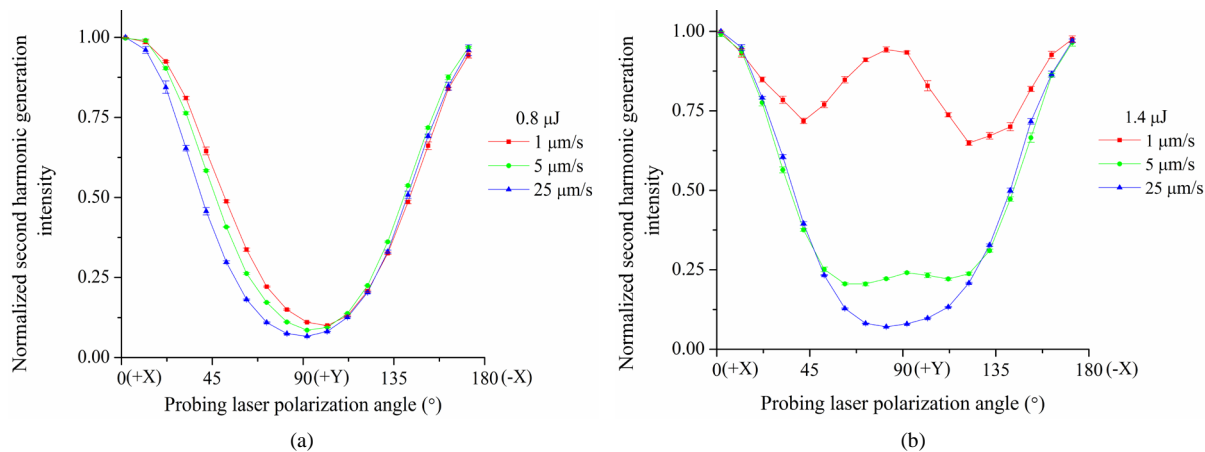 Normalized second harmonic generation
intensity
1.00
0.75
0.50
0.25
0.00
0.8 μJ
1 μm/s
5 μm/s
25 μm/s
0(+X) 45 90(+Y) 135 180(-X)
Probing laser polarization angle (°)
(a)
Normalized second harmonic generation
intensity
1.00
0.75
0.50
0.25
0.00
1.4 μJ
1 μm/s
5 μm/s
25 μm/s
0(+X) 45 90(+Y) 135 180(-X)
Probing laser polarization angle (°)
(b)